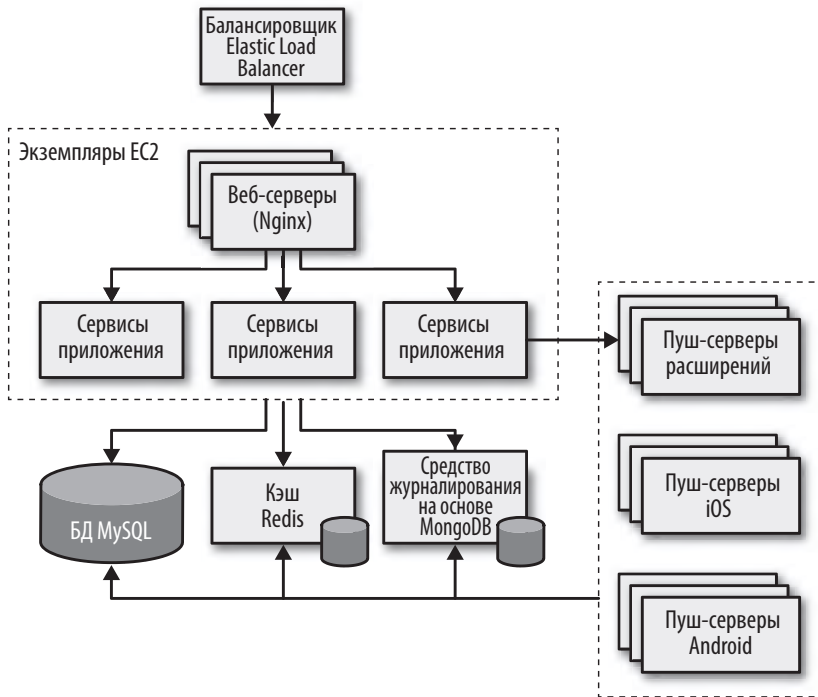 Балансировщик
Elastic Load
Balancer
Экземпляры EC2
Веб-серверы
(Nginx)
Сервисы
приложения
Сервисы
приложения
Сервисы
приложения
Пуш-серверы
расширений
БД MySQL
Кэш
Redis
Средство
журналирования
на основе
MongoDB
Пуш-серверы
iOS
Пуш-серверы
Android